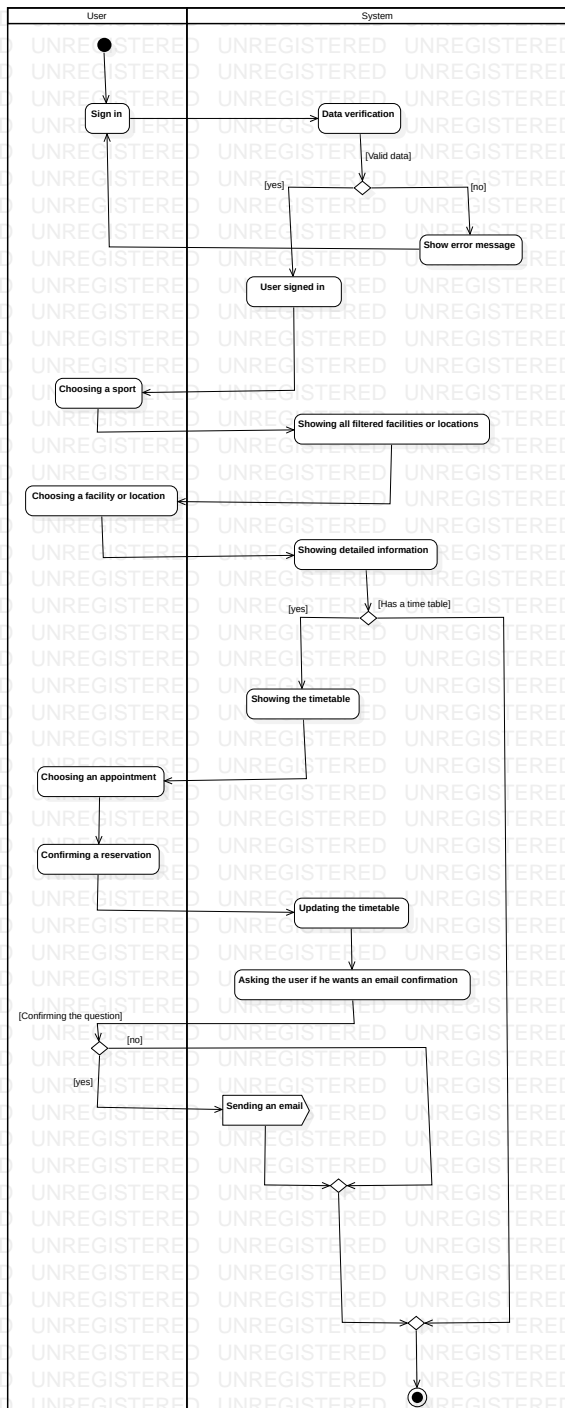 User
System
Sign in
Data verification
[Valid data]
[yes]
[no]
Show error message
User signed in
Choosing a sport
Showing all filtered facilities or locations
Choosing a facility or location
Showing detailed information
[Has a time table]
[yes]
Showing the timetable
Choosing an appointment
Confirming a reservation
Updating the timetable
Asking the user if he wants an email confirmation
[Confirming the question]
[no]
[yes]
Sending an email
UNREGISTERED